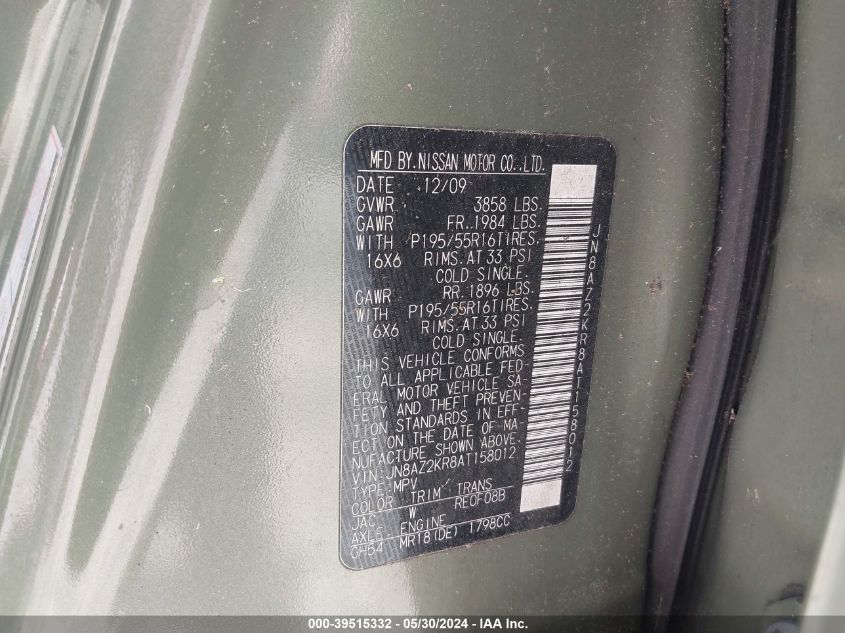 MFD BY NISSAN MOTOR CO.,LTD.
DATE 12/09
GVWR 3858 LBS.
GAWR FR. 1984 LBS.
WITH P195/55R16TIRES.
16X6 RIMS. AT 33 PSI
COLD SINGLE.
GAWR RR. 1896 LBS.
WITH P195/55R16TIRES.
16X6 RIMS. AT 33 PSI
COLD SINGLE.
THIS VEHICLE CONFORMS
TO ALL APPLICABLE FED-
ERAL MOTOR VEHICLE SA-
FETY AND THEFT PREVEN-
TION STANDARDS IN EFF-
ECT ON THE DATE OF MA-
NUFACTURE SHOWN ABOVE.
VIN: JN8AZ2KR8AT158012
TYPE: MPV
COLOR TRIM TRANS
JAC W RE0F08B
AXLE ENGINE
CH54 MR18(DE) 1798CC
JN8AZ2KR8AT158012
000-39515332 - 05/30/2024 - Copyright © IAA, Inc.